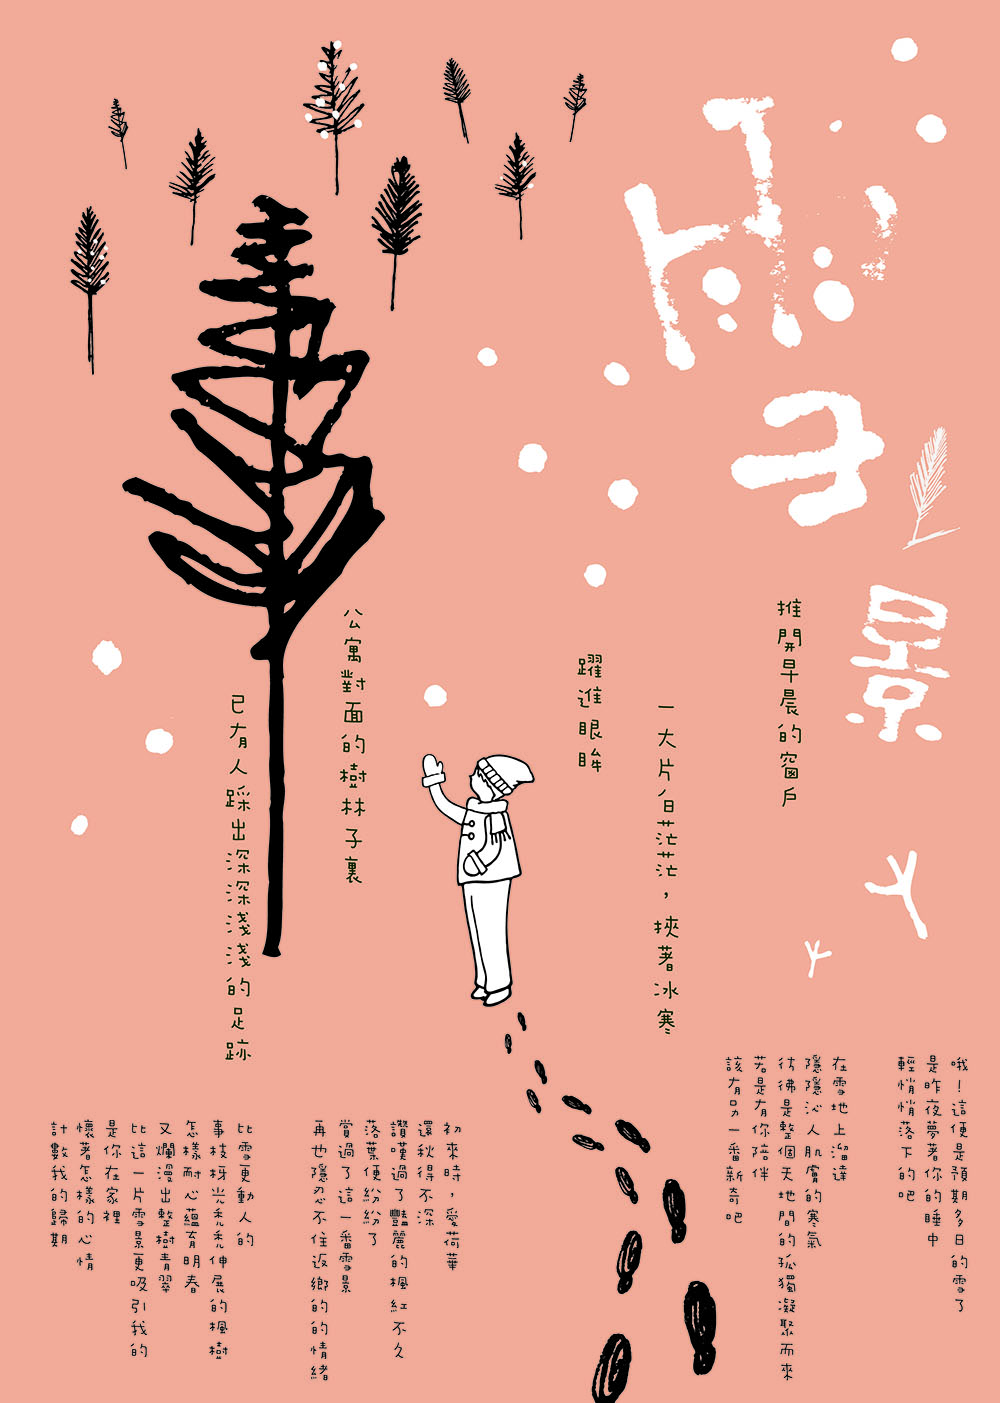 雪景
推開早晨的窗戶
一大片白茫茫，挾著冰寒
躍進眼眸
公寓對面的樹林子裏
已有人踩出深深淺淺的足跡
哦！這便是預期多日的雪了
是昨夜夢著你的睡中
輕悄悄落下的吧
在雪地上溜達
隱隱沁人肌膚的寒氣
彷彿是整個天地間的孤獨凝聚而來
若是有你陪伴
該有另一番新奇吧
初來時，愛荷華
還秋得不深
讚嘆過了豔麗的楓紅不久
落葉便紛紛了
賞過了這一番雪景
再也隱忍不住返鄉的的情緒
比雪更動人的
事枝枒光禿禿伸展的楓樹
怎樣耐心蘊育明春
又爛漫出整樹青翠
比這一片雪景更吸引我的
是你在家裡
懷著怎樣的心情
計數我的歸期